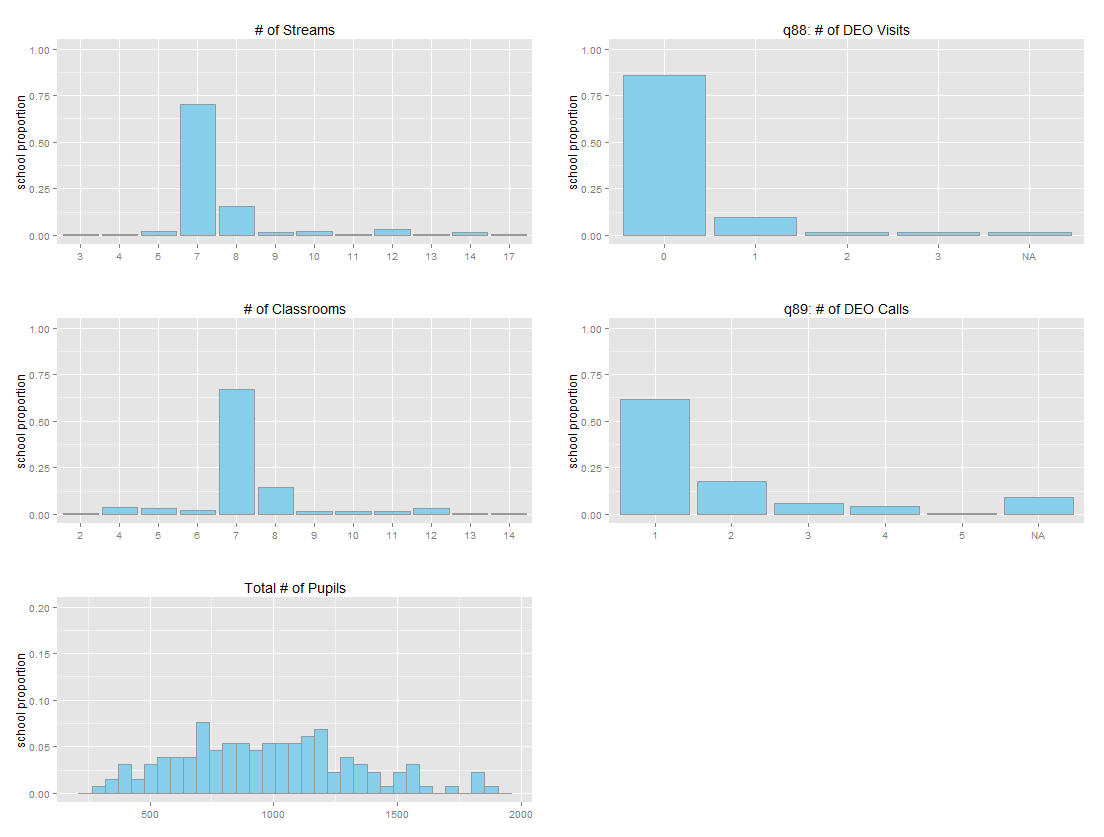 # of Streams
school proportion
1.00
0.75
0.50
0.25
0.00
3 4 5 7 8 9 10 11 12 13 14 17
q88: # of DEO Visits
school proportion
1.00
0.75
0.50
0.25
0.00
0 1 2 3 NA
# of Classrooms
school proportion
1.00
0.75
0.50
0.25
0.00
2 4 5 6 7 8 9 10 11 12 13 14
q89: # of DEO Calls
school proportion
1.00
0.75
0.50
0.25
0.00
1 2 3 4 5 NA
Total # of Pupils
school proportion
0.20
0.15
0.10
0.05
0.00
500 1000 1500 2000